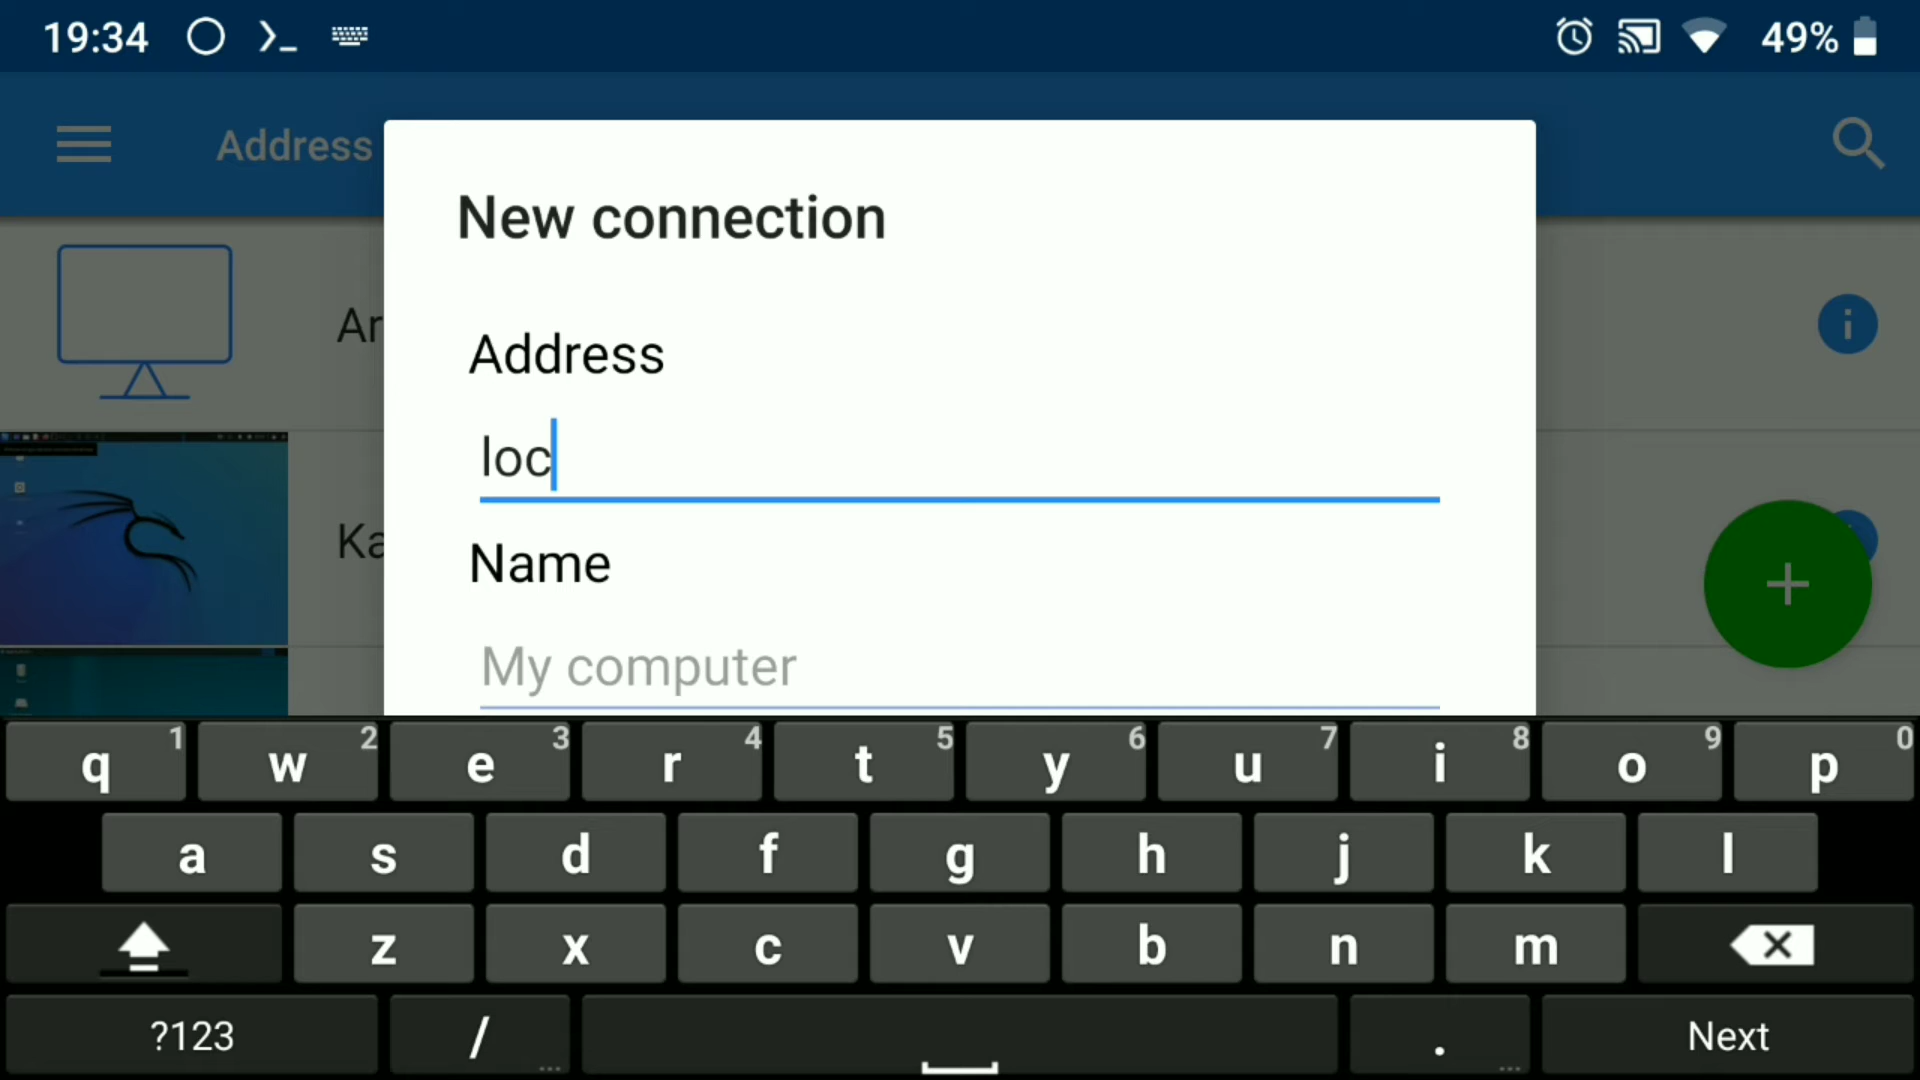 19:34 49%
Address
New connection
Address
loc
Name
My computer
Ar
Ka
q 1 w 2 e 3 r 4 t 5 y 6 u 7 i 8 o 9 p 0
a s d f g h j k l
z x c v b n m
?123 / . Next